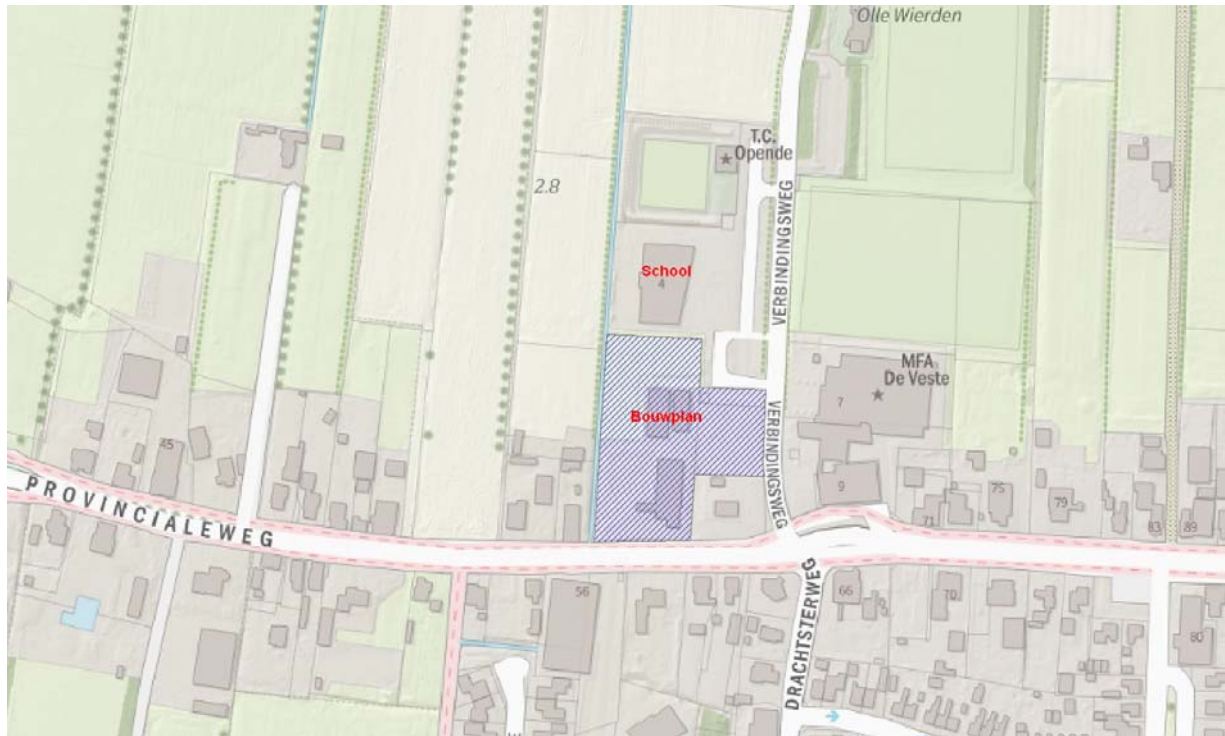 Olle Wierden
T.C.
Opende
2.8
VERBINDINGSWEG
School
4
MFA
De Veste
Bouwplan
7
VERBINDINGSWEG
45
PROVINCIALEWEG
9
71
75
79
83
89
56
DRACHTSTERWEG
66
70
80